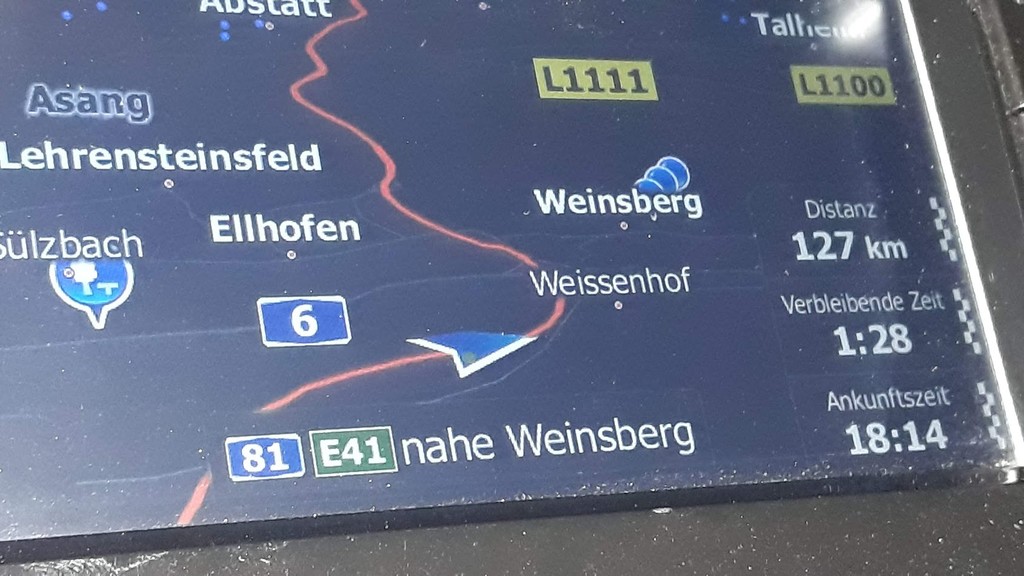 Abstatt
Talheim
L1111
L1100
Asang
Lehrensteinsfeld
Weinsberg
Distanz
127 km
Ellhofen
Sülzbach
Weissenhof
Verbleibende Zeit
1:28
6
Ankunftszeit
18:14
81 E41 nahe Weinsberg